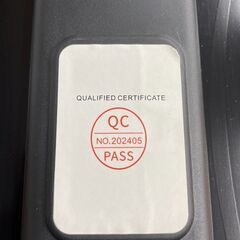 QUALIFIED CERTIFICATE
QC
NO.202405
PASS